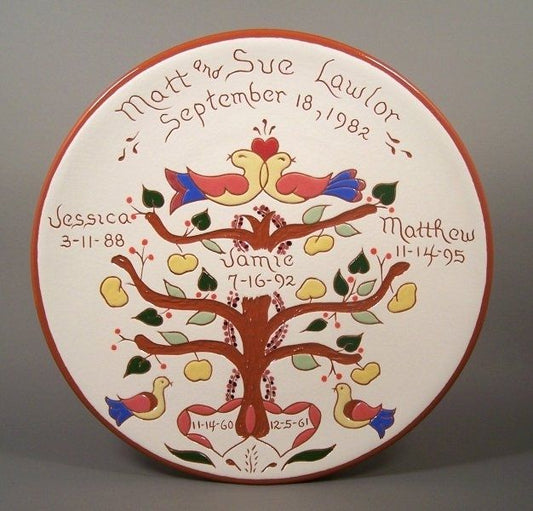 Matt and Sue Lawlor
September 18, 1982
Jessica
3-11-88
Jamie
7-16-92
Matthew
11-14-95
11-14-60
12-5-61